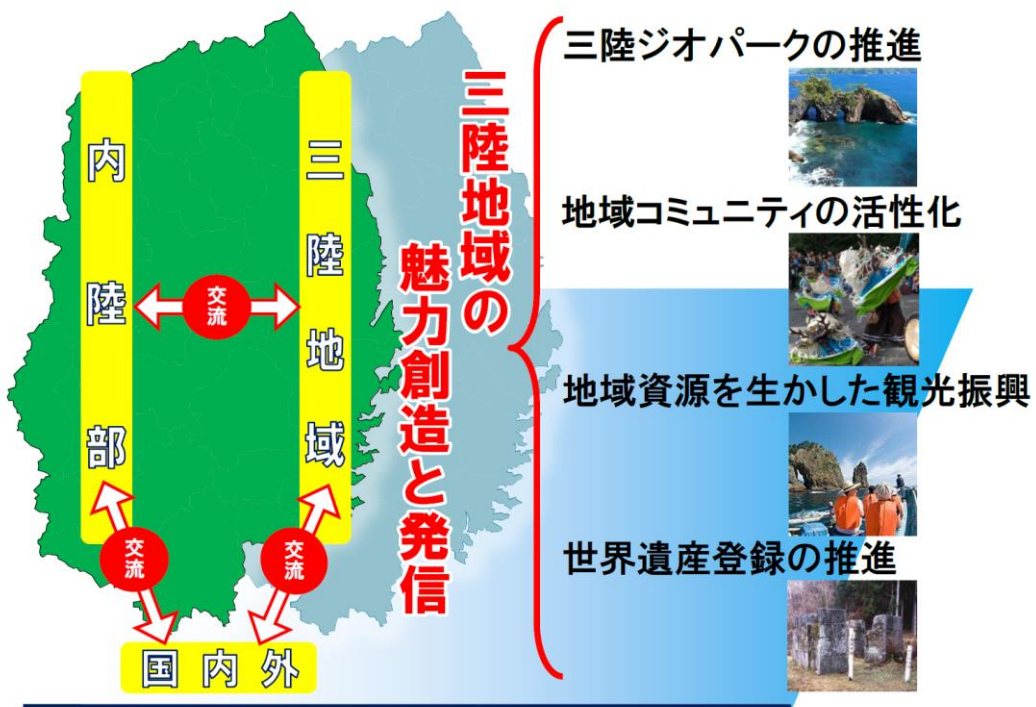 内陸部
三陸地域
交流
交流
交流
国内外
三陸地域の
魅力創造と発信
三陸ジオパークの推進
地域コミュニティの活性化
地域資源を生かした観光振興
世界遺産登録の推進